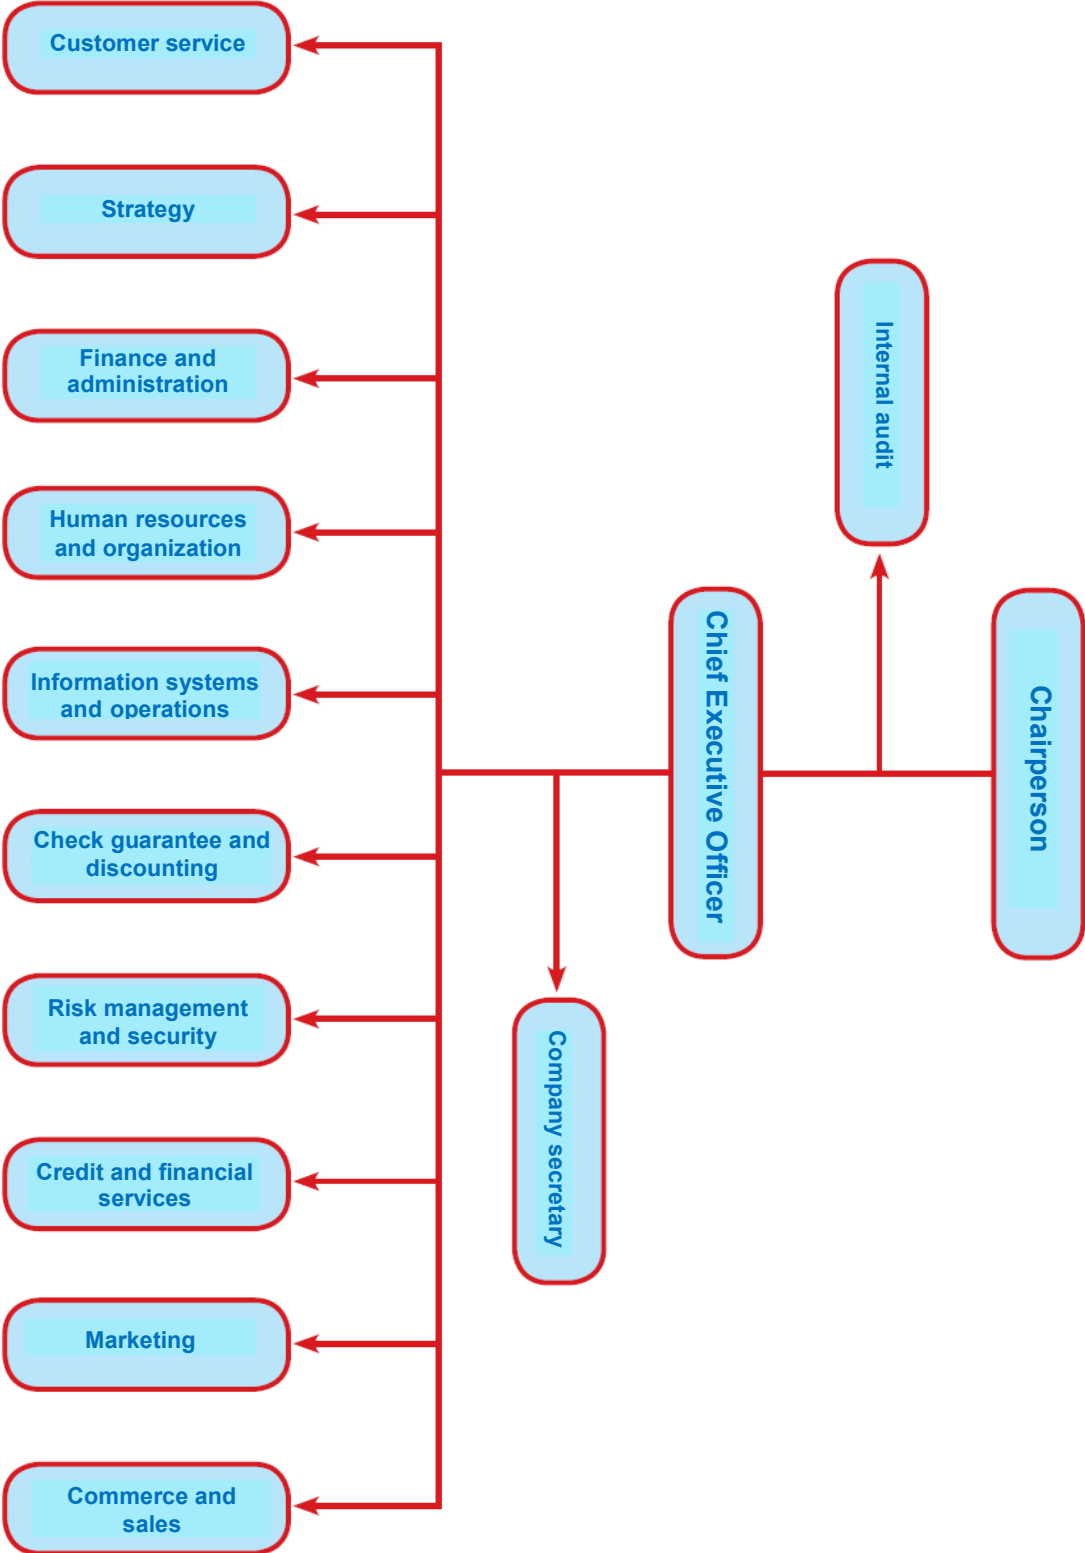 Customer service
Strategy
Finance and
administration
Human resources
and organization
Information systems
and operations
Check guarantee and
discounting
Risk management
and security
Credit and financial
services
Marketing
Commerce and
sales
Company secretary
Chief Executive Officer
Internal audit
Chairperson